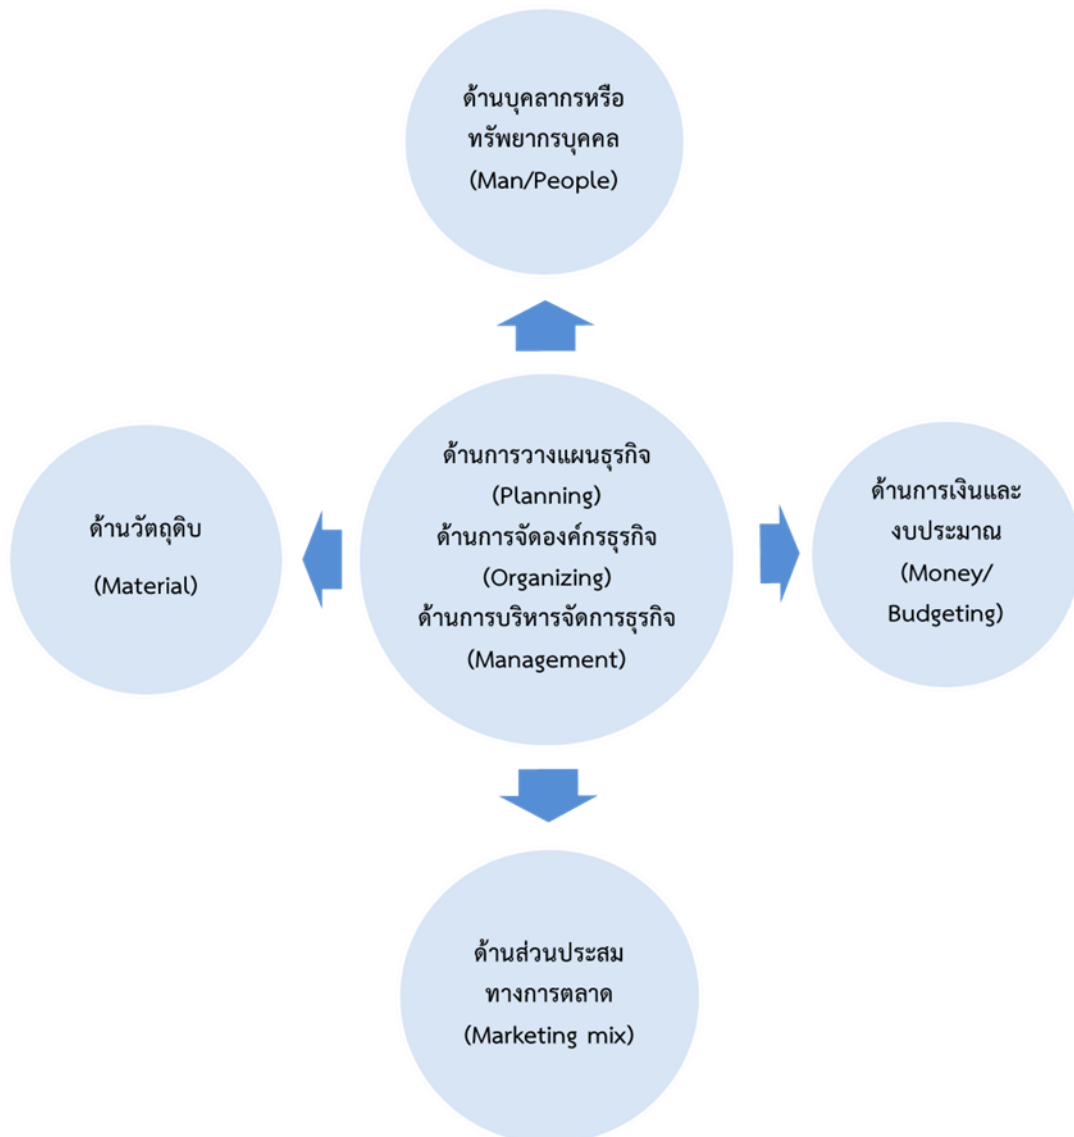 ด้านบุคลากรหรือ
ทรัพยากรบุคคล
(Man/People)
ด้านวัตถุดิบ
(Material)
ด้านการวางแผนธุรกิจ
(Planning)
ด้านการจัดองค์กรธุรกิจ
(Organizing)
ด้านการบริหารจัดการธุรกิจ
(Management)
ด้านการเงินและ
งบประมาณ
(Money/
Budgeting)
ด้านส่วนประสม
ทางการตลาด
(Marketing mix)